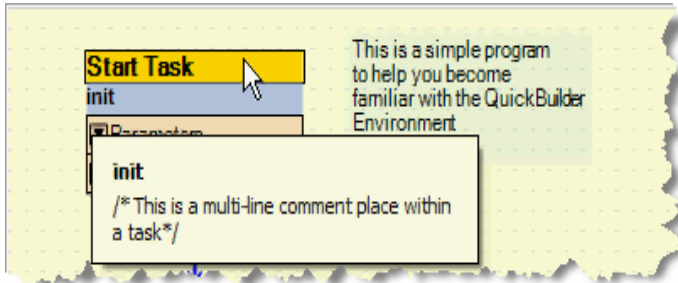 Start Task
init
Parameters
This is a simple program
to help you become
familiar with the QuickBuilder
Environment
init
/* This is a multi-line comment place within
a task*/